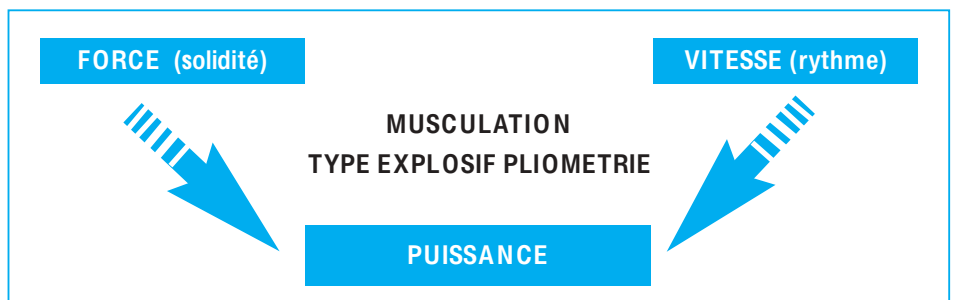 FORCE (solidité)
VITESSE (rythme)
MUSCULATION
TYPE EXPLOSIF PLIOMETRIE
PUISSANCE